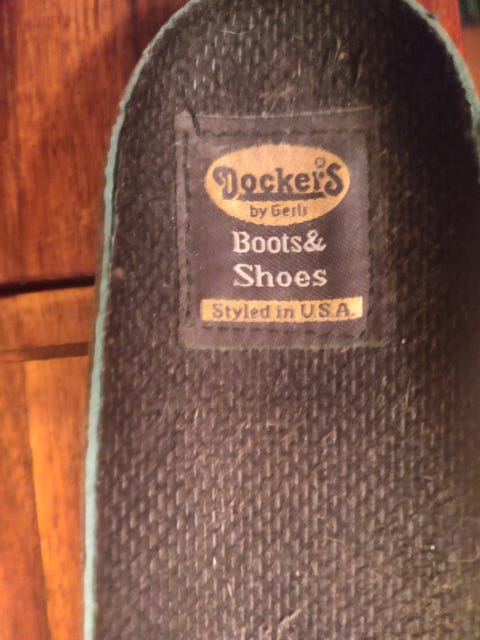 Dockers®
by Gerli
Boots&
Shoes
Styled in U.S.A.